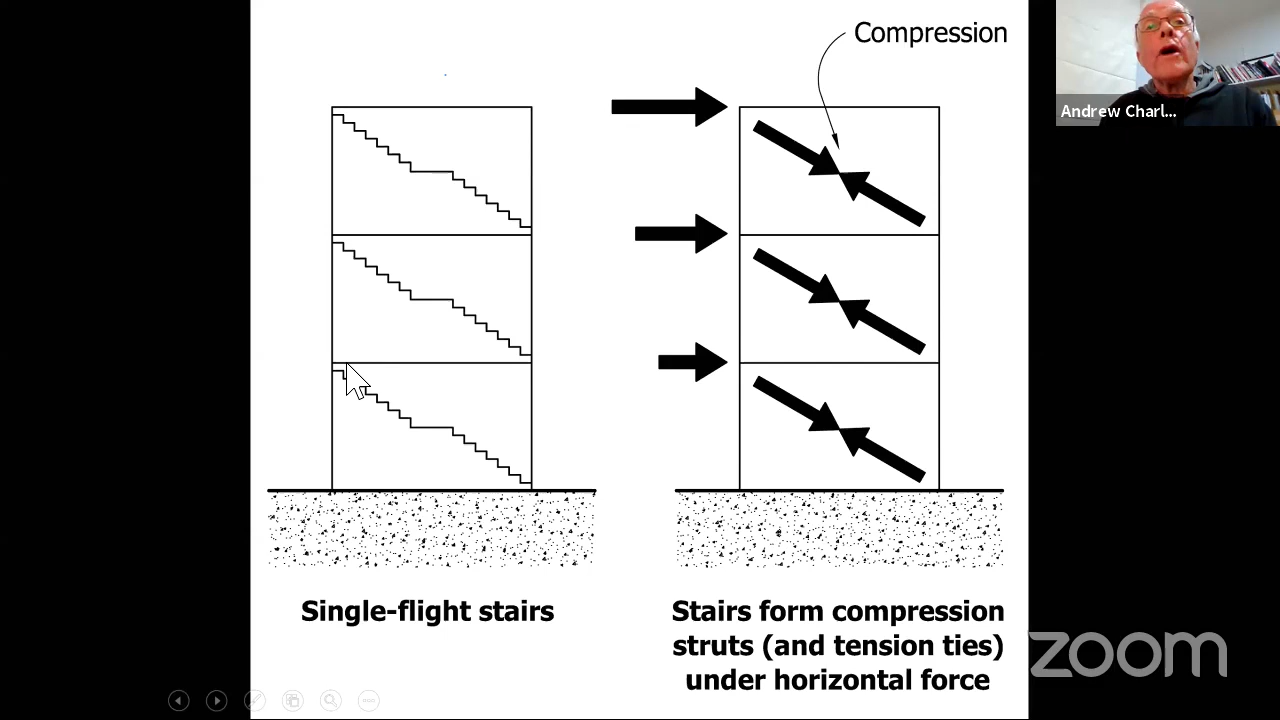 Compression
Andrew Charl...
Single-flight stairs
Stairs form compression
struts (and tension ties)
under horizontal force
zoom